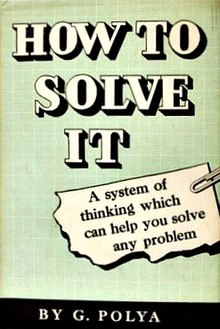 HOW TO
SOLVE
IT
A system of
thinking which
can help you solve
any problem
BY G. POLYA